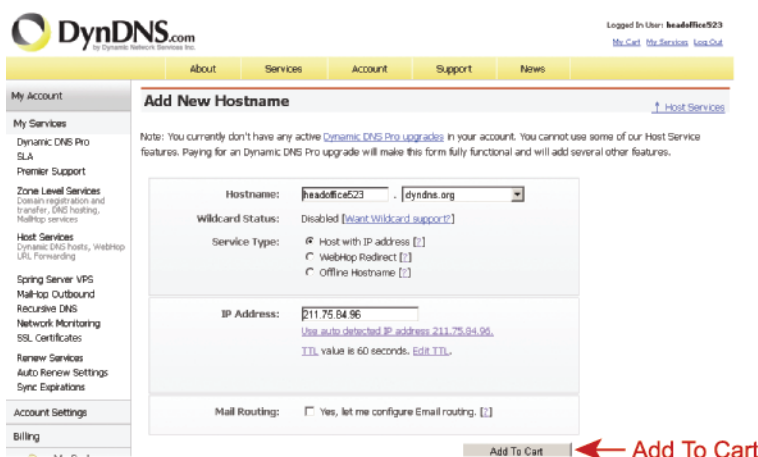 DynDNS.com
by Dynamic Network Services Inc.
Logged In User: headoffice523
My Cart My Services Log Out
About Services Account Support News
My Account
My Services
Dynamic DNS Pro
SLA
Premier Support
Zone Level Services
Domain registration and
transfer, DNS hosting,
MailHop services
Host Services
Dynamic DNS hosts, WebHop
URL Forwarding
Spring Server VPS
MailHop Outbound
Recursive DNS
Network Monitoring
SSL Certificates
Renew Services
Auto Renew Settings
Sync Expirations
Account Settings
Billing
Add New Hostname
Host Services
Note: You currently don't have any active Dynamic DNS Pro upgrades in your account. You cannot use some of our Host Service
features. Paying for an Dynamic DNS Pro upgrade will make this form fully functional and will add several other features.
Hostname: headoffice523 . dyndns.org
Wildcard Status: Disabled [Want Wildcard support?]
Service Type: Host with IP address [?]
WebHop Redirect [?]
Offline Hostname [?]
IP Address: 211.75.84.96
Use auto detected IP address 211.75.84.96.
TTL value is 60 seconds. Edit TTL.
Mail Routing: Yes, let me configure Email routing. [?]
Add To Cart
Add To Cart